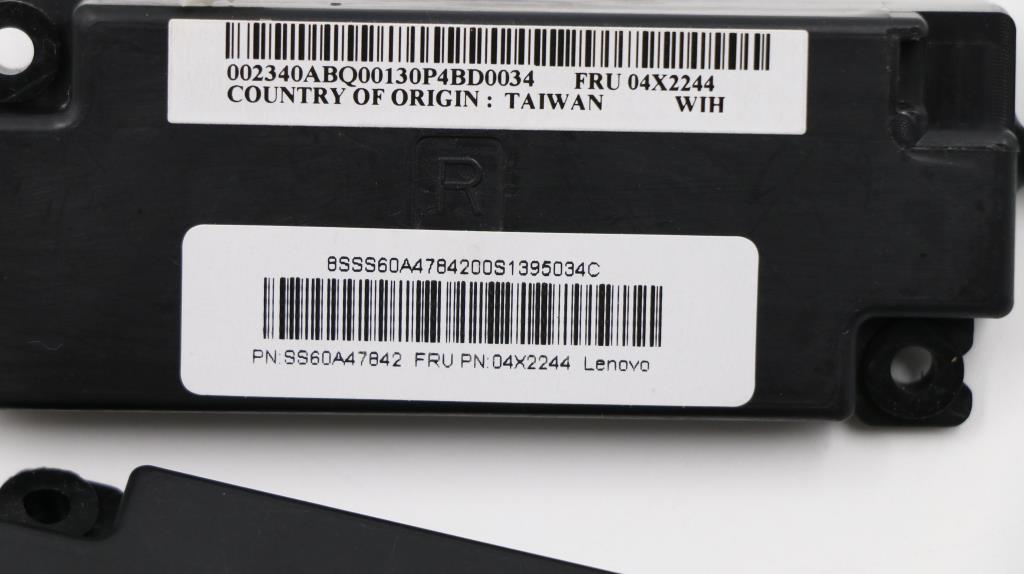 002340ABQ00130P4BD0034 FRU 04X2244
COUNTRY OF ORIGIN : TAIWAN WIH
R
8SSS60A4784200S1395034C
PN:SS60A47842 FRU PN:04X2244 Lenovo